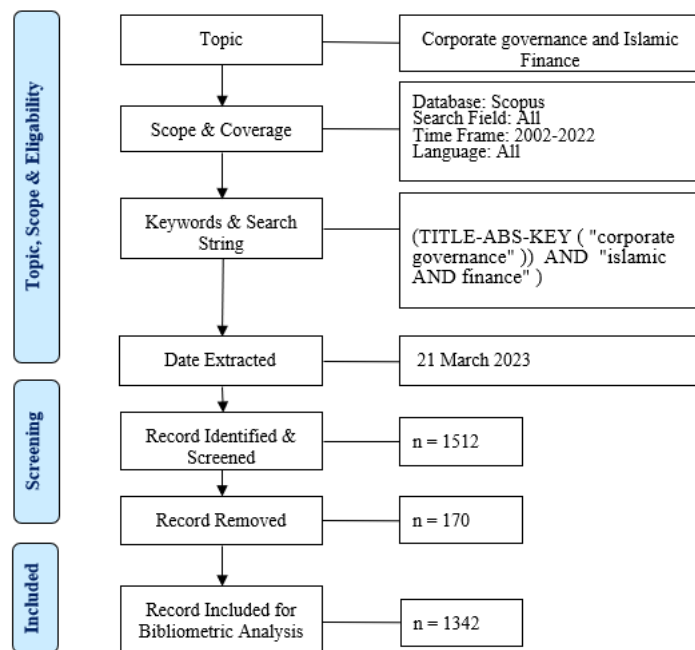 Topic, Scope & Eligability
Topic
Corporate governance and Islamic
Finance
Scope & Coverage
Database: Scopus
Search Field: All
Time Frame: 2002-2022
Language: All
Keywords & Search
String
(TITLE-ABS-KEY ( "corporate
governance" )) AND "islamic
AND finance" )
Date Extracted
21 March 2023
Screening
Record Identified &
Screened
n = 1512
Record Removed
n = 170
Included
Record Included for
Bibliometric Analysis
n = 1342